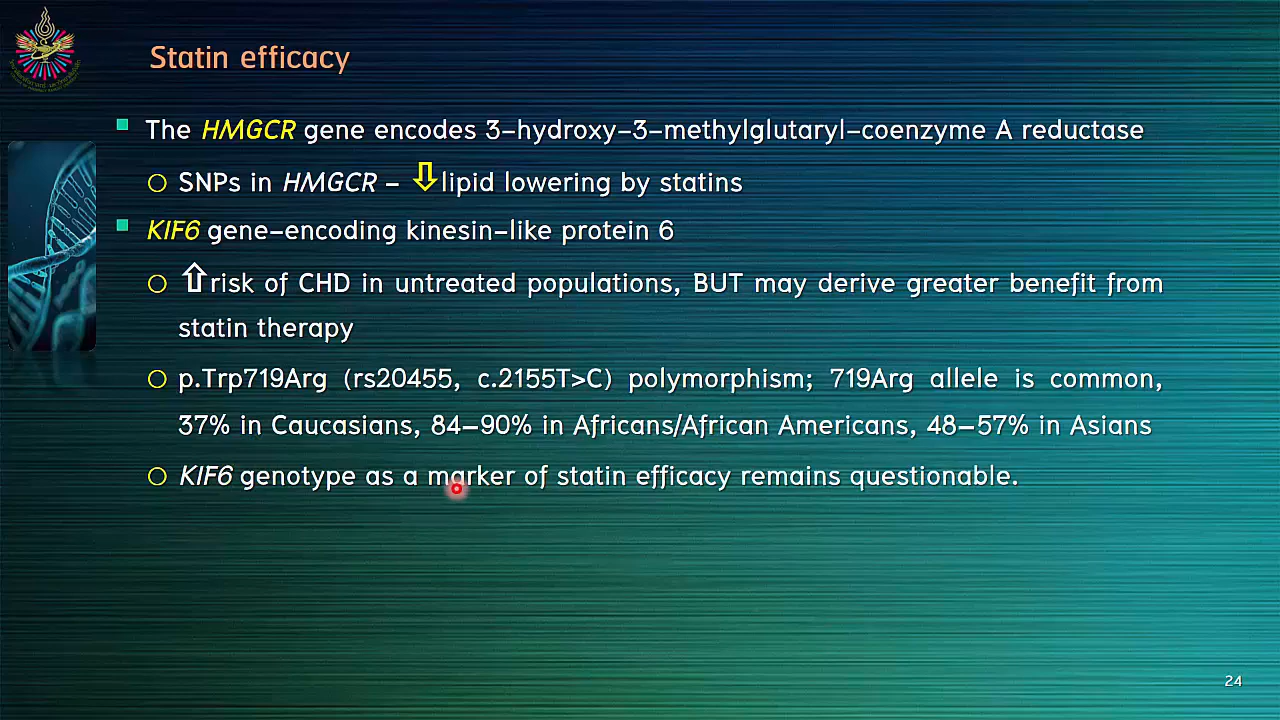 Statin efficacy
The HMGCR gene encodes 3–hydroxy–3–methylglutaryl–coenzyme A reductase
SNPs in HMGCR – ⇩lipid lowering by statins
KIF6 gene–encoding kinesin–like protein 6
⇧risk of CHD in untreated populations, BUT may derive greater benefit from
statin therapy
p.Trp719Arg (rs20455, c.2155T>C) polymorphism; 719Arg allele is common,
37% in Caucasians, 84–90% in Africans/African Americans, 48–57% in Asians
KIF6 genotype as a marker of statin efficacy remains questionable.
24